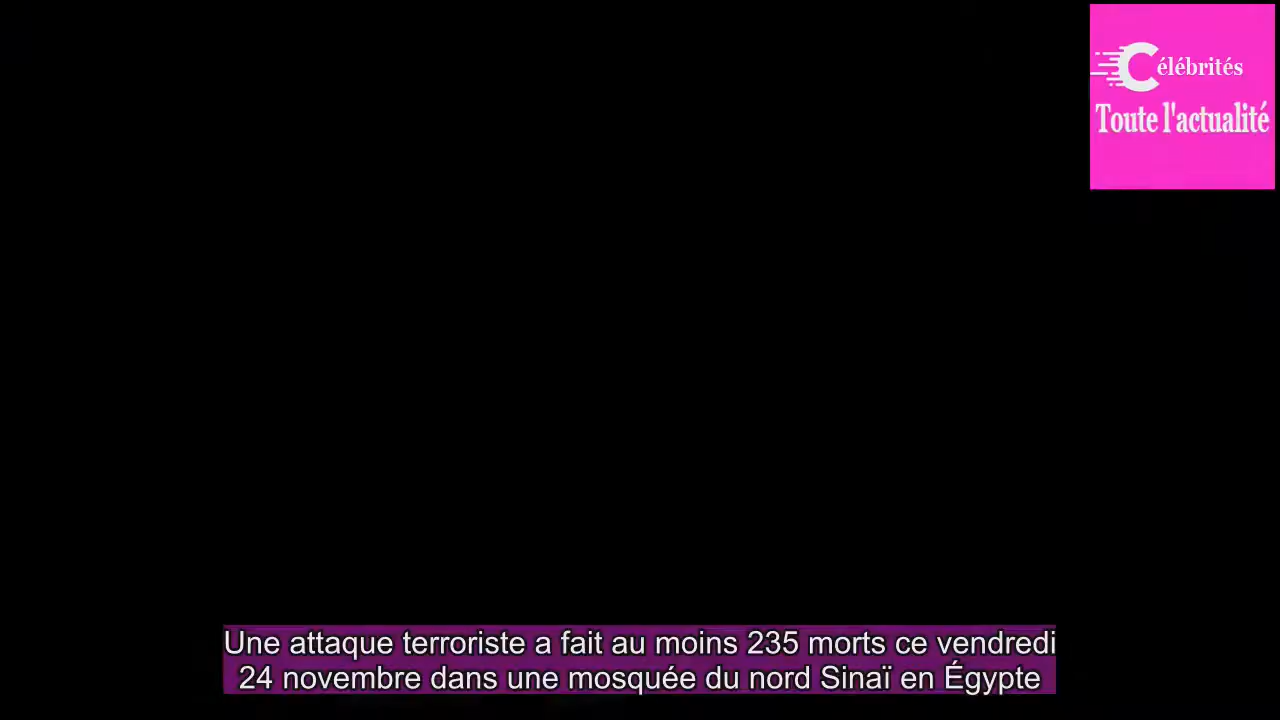 Célébrités
Toute l'actualité
Une attaque terroriste a fait au moins 235 morts ce vendredi
24 novembre dans une mosquée du nord Sinaï en Égypte